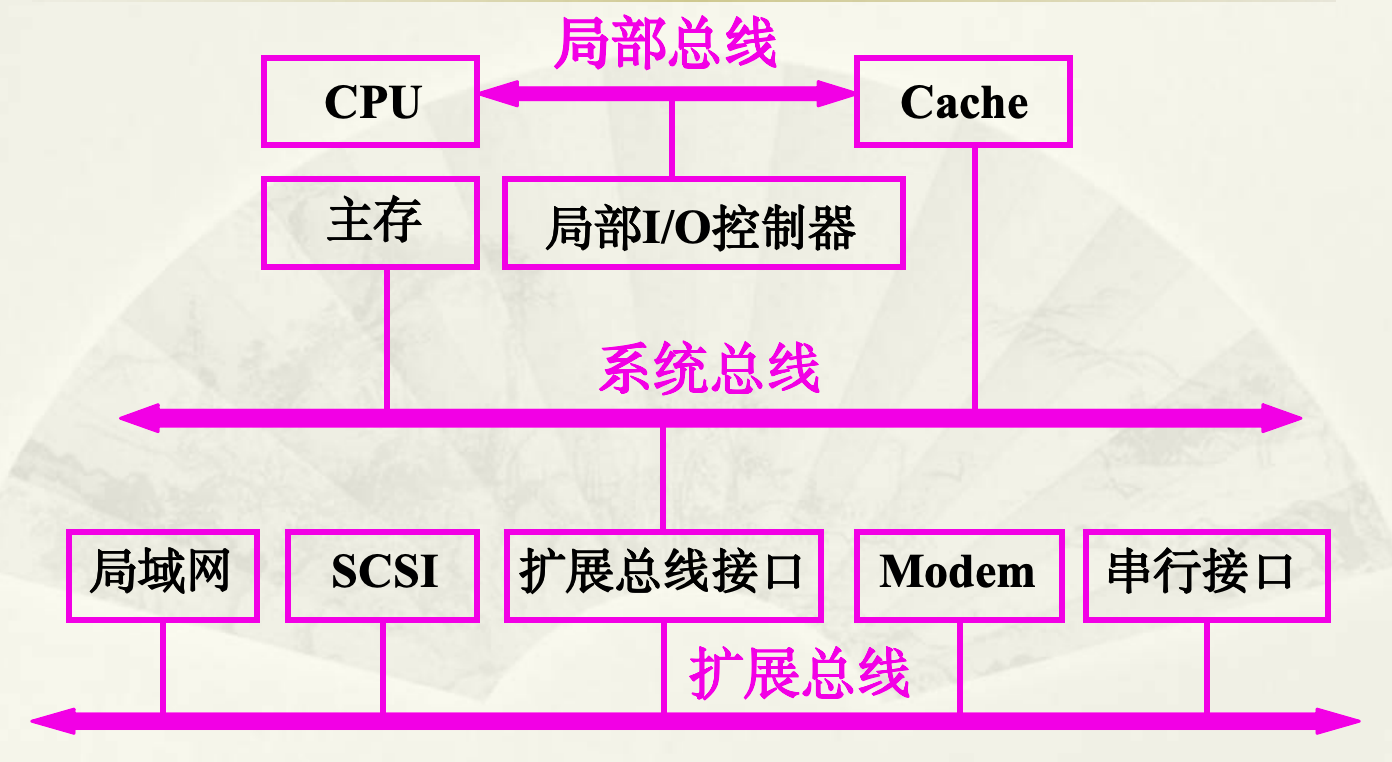 局部总线
CPU
Cache
主存
局部I/O控制器
系统总线
局域网
SCSI
扩展总线接口
Modem
串行接口
扩展总线